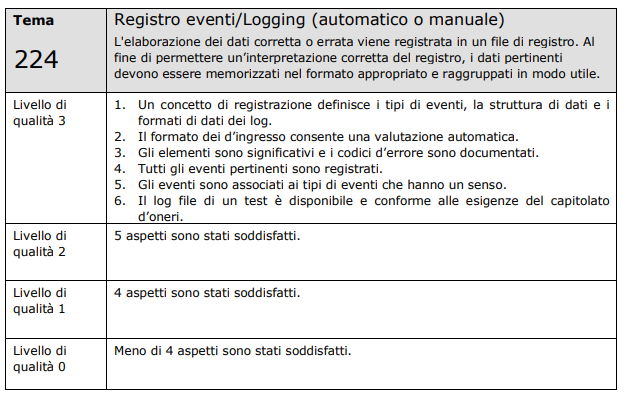 Tema
224
Registro eventi/Logging (automatico o manuale)
L'elaborazione dei dati corretta o errata viene registrata in un file di registro. Al
fine di permettere un'interpretazione corretta del registro, i dati pertinenti
devono essere memorizzati nel formato appropriato e raggruppati in modo utile.
Livello di
qualità 3
1. Un concetto di registrazione definisce i tipi di eventi, la struttura di dati e i
formati di dati dei log.
2. Il formato dei d'ingresso consente una valutazione automatica.
3. Gli elementi sono significativi e i codici d'errore sono documentati.
4. Tutti gli eventi pertinenti sono registrati.
5. Gli eventi sono associati ai tipi di eventi che hanno un senso.
6. Il log file di un test è disponibile e conforme alle esigenze del capitolato
d'oneri.
Livello di
qualità 2
5 aspetti sono stati soddisfatti.
Livello di
qualità 1
4 aspetti sono stati soddisfatti.
Livello di
qualità 0
Meno di 4 aspetti sono stati soddisfatti.